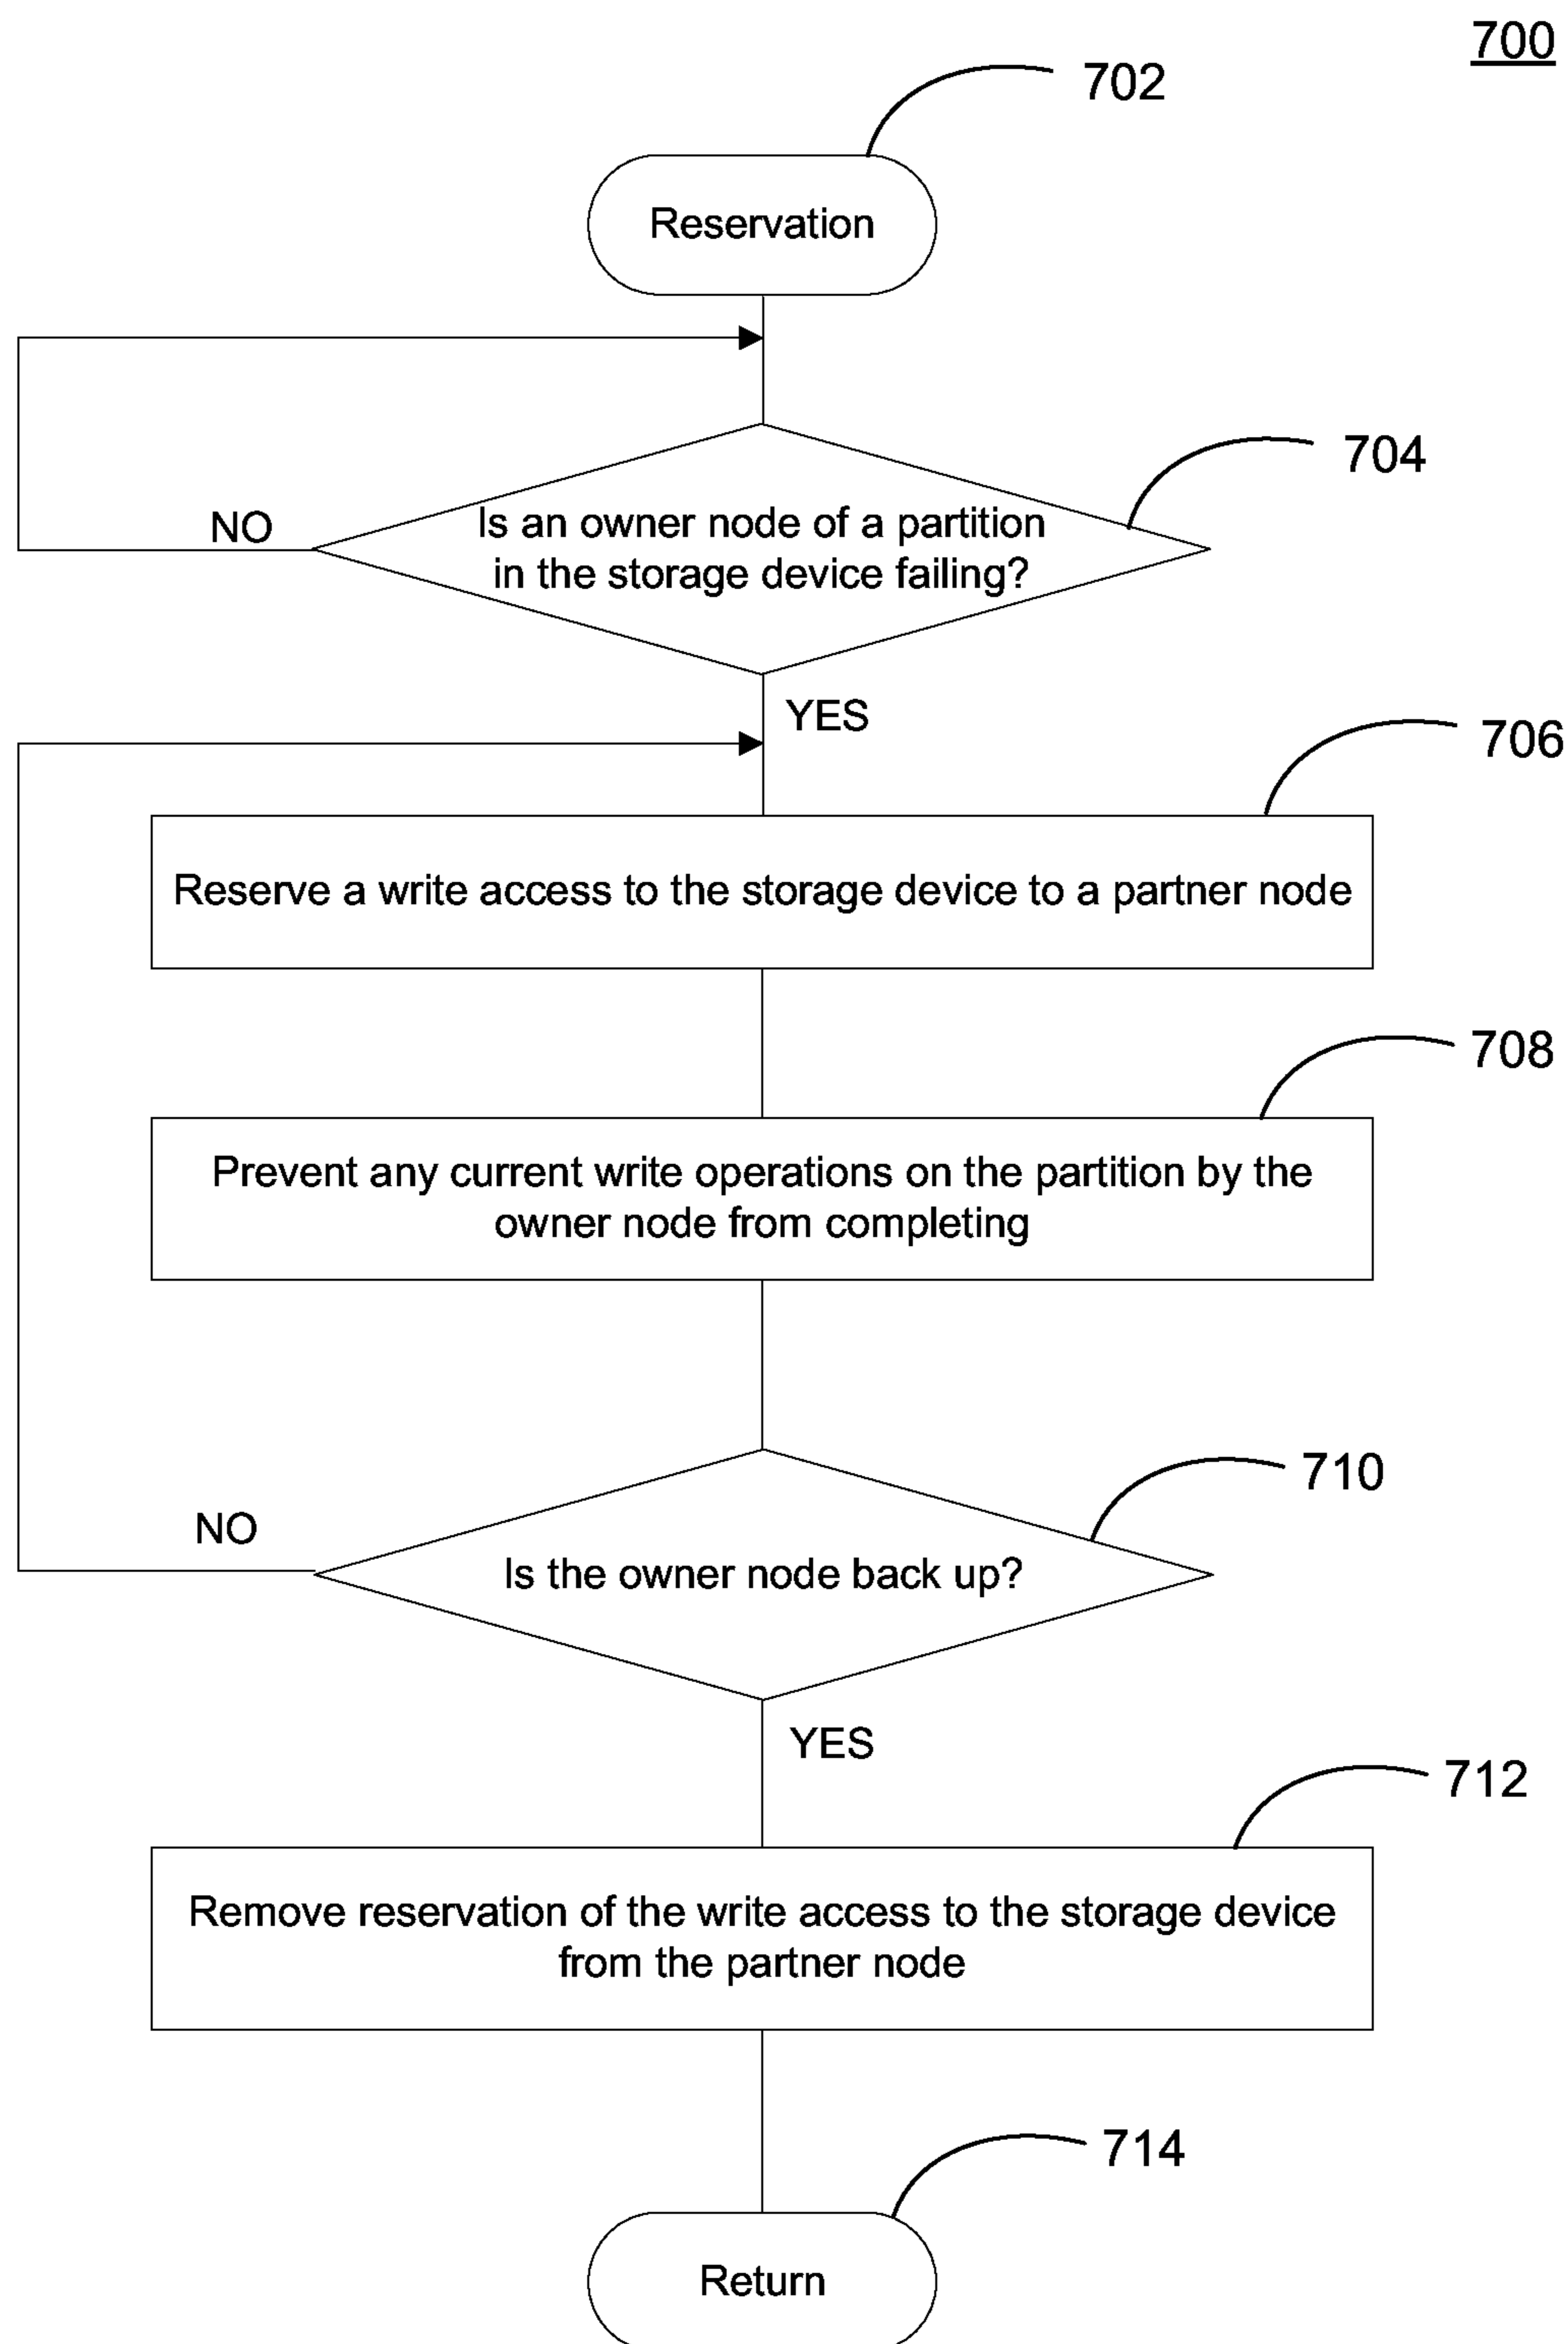 700
702
Reservation
704
Is an owner node of a partition
in the storage device failing?
NO
YES
706
Reserve a write access to the storage device to a partner node
708
Prevent any current write operations on the partition by the
owner node from completing
710
NO
Is the owner node back up?
YES
712
Remove reservation of the write access to the storage device
from the partner node
714
Return